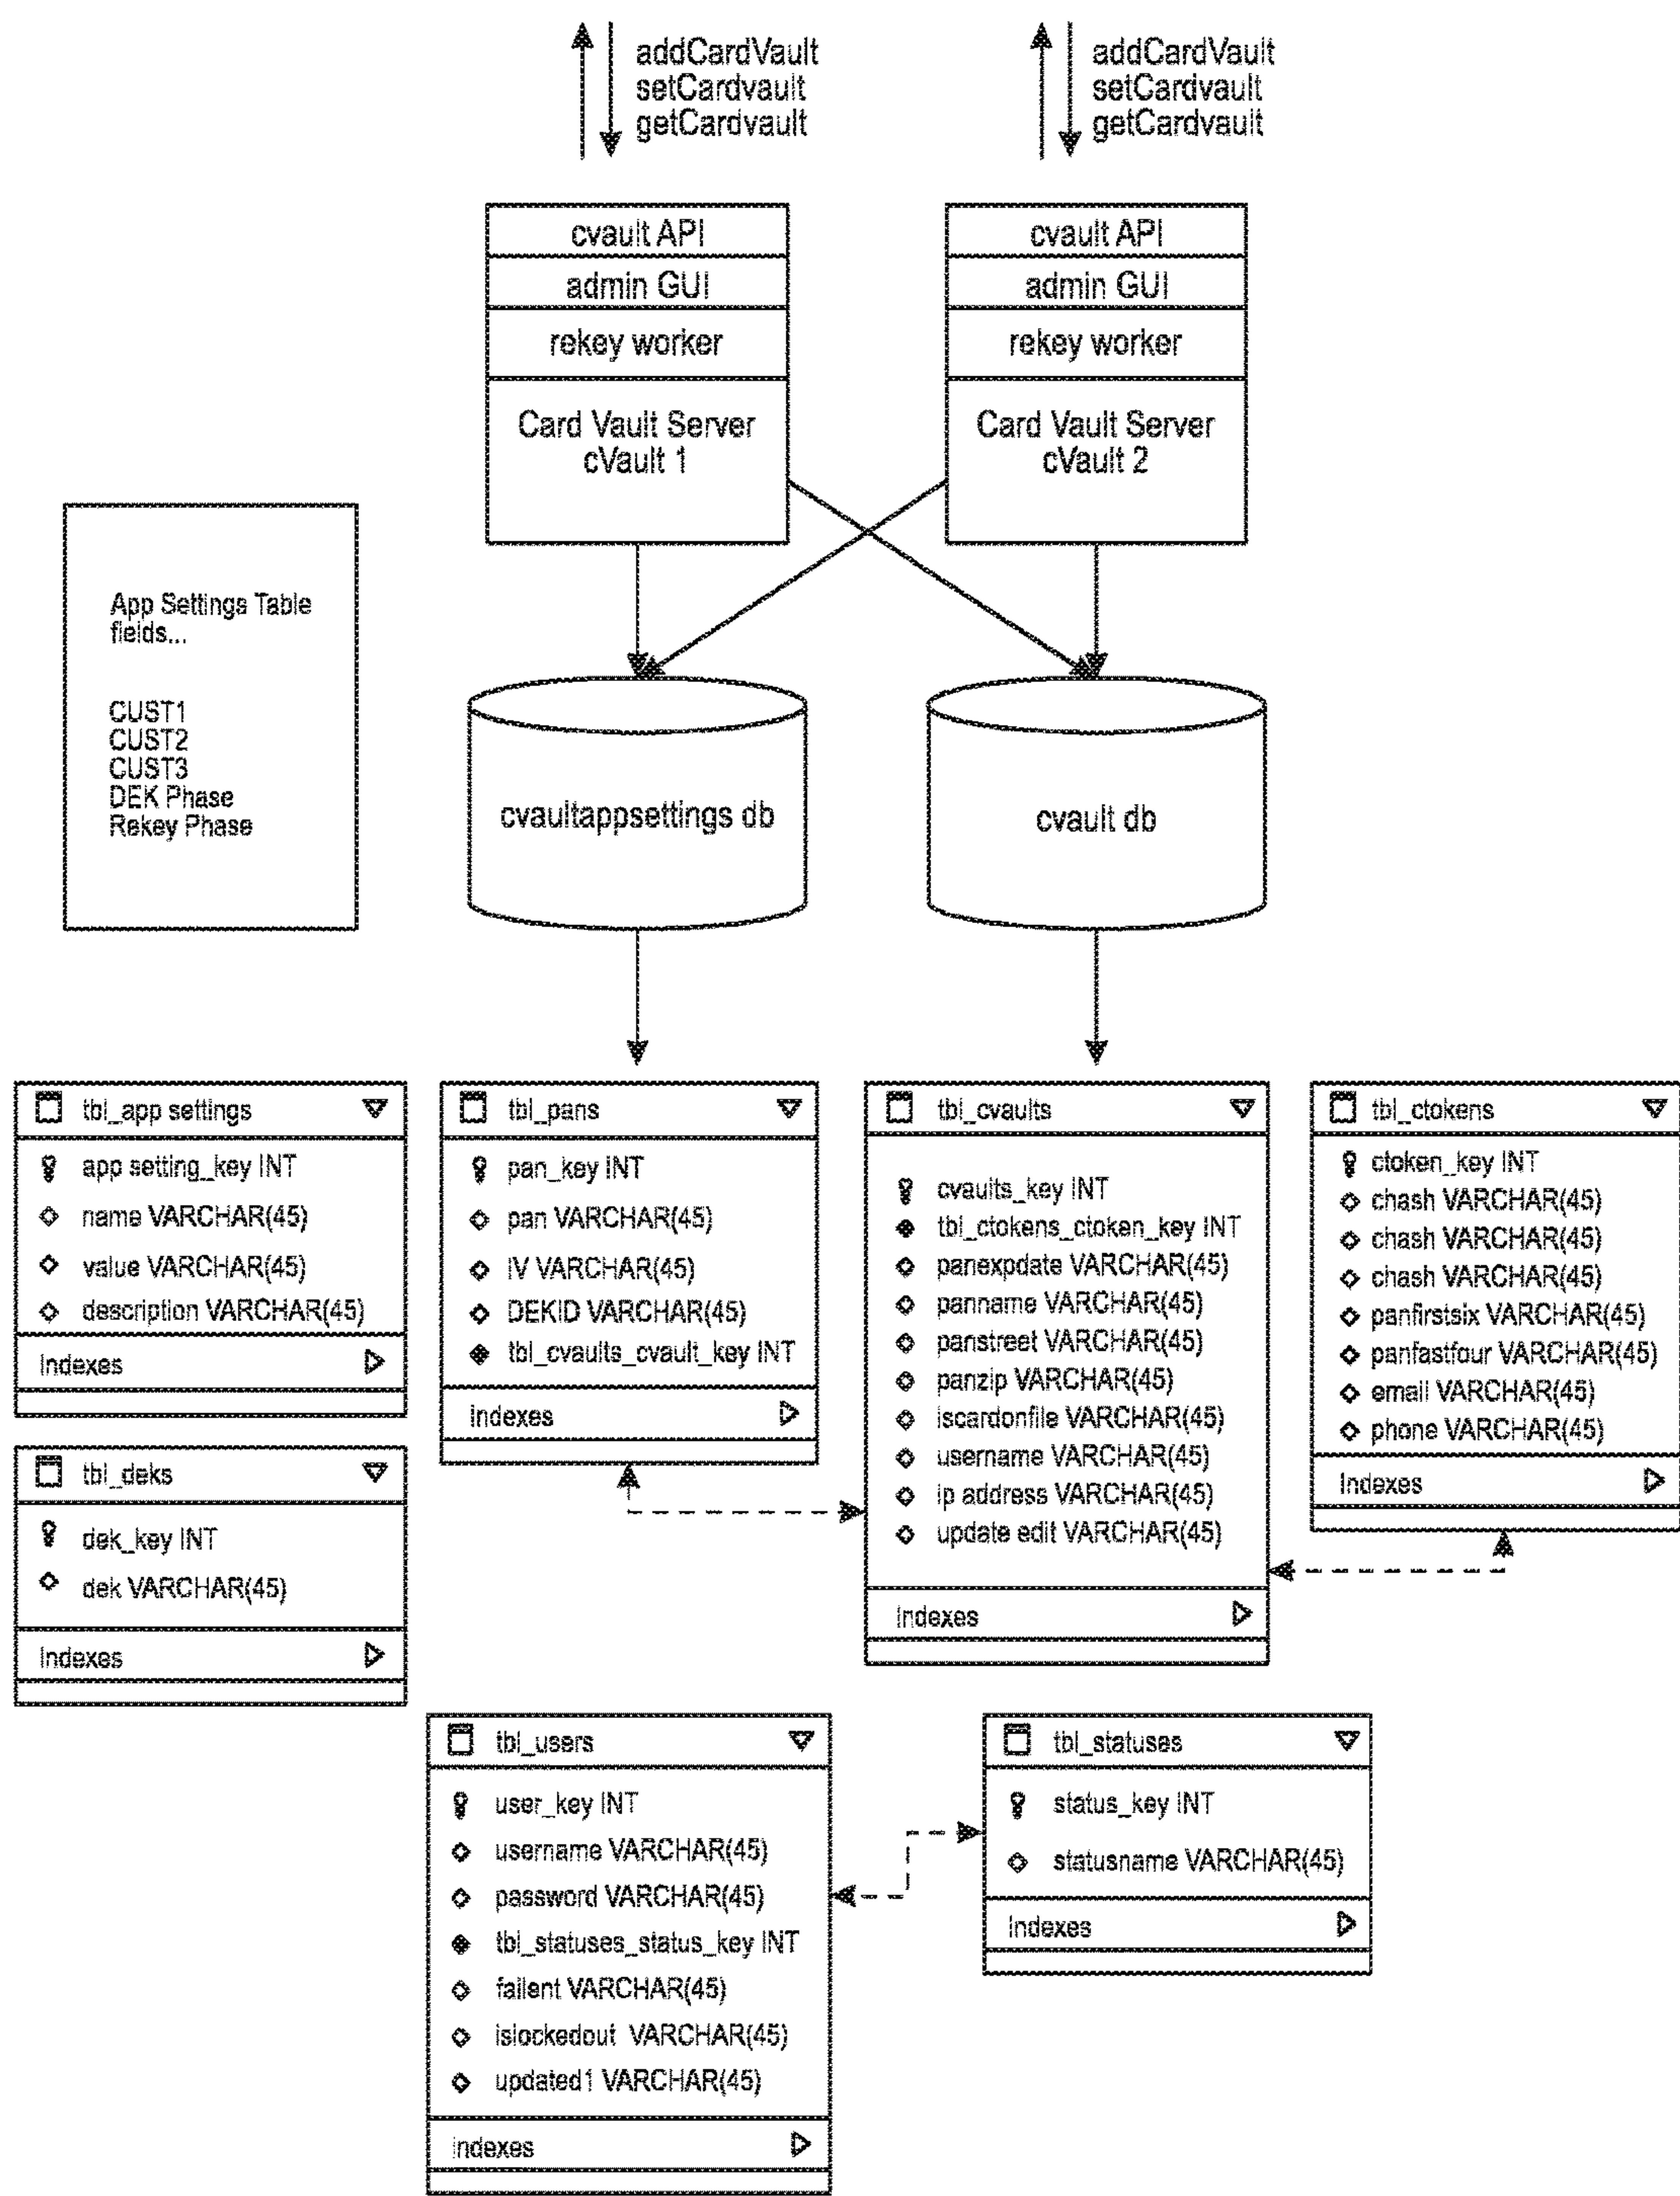 addCardVault
setCardvault
getCardvault
addCardVault
setCardvault
getCardvault
cvault API
admin GUI
rekey worker
Card Vault Server
cVault 1
cvault API
admin GUI
rekey worker
Card Vault Server
cVault 2
App Settings Table
fields...
CUST1
CUST2
CUST3
DEK Phase
Rekey Phase
cvaultappsettings db
cvault db
tbl_app settings
app setting_key INT
name VARCHAR(45)
value VARCHAR(45)
description VARCHAR(45)
Indexes
tbl_pans
pan_key INT
pan VARCHAR(45)
IV VARCHAR(45)
DEKID VARCHAR(45)
tbl_cvaults_cvault_key INT
Indexes
tbl_cvaults
cvaults_key INT
tbl_ctokens_ctoken_key INT
panexpdate VARCHAR(45)
panname VARCHAR(45)
panstreet VARCHAR(45)
panzip VARCHAR(45)
iscardonfile VARCHAR(45)
username VARCHAR(45)
ip address VARCHAR(45)
update edit VARCHAR(45)
Indexes
tbl_ctokens
ctoken_key INT
chash VARCHAR(45)
chash VARCHAR(45)
chash VARCHAR(45)
panfirstsix VARCHAR(45)
panfastfour VARCHAR(45)
email VARCHAR(45)
phone VARCHAR(45)
Indexes
tbl_deks
dek_key INT
dek VARCHAR(45)
Indexes
tbl_users
user_key INT
username VARCHAR(45)
password VARCHAR(45)
tbl_statuses_status_key INT
failent VARCHAR(45)
islockedout VARCHAR(45)
updated1 VARCHAR(45)
indexes
tbl_statuses
status_key INT
statusname VARCHAR(45)
Indexes